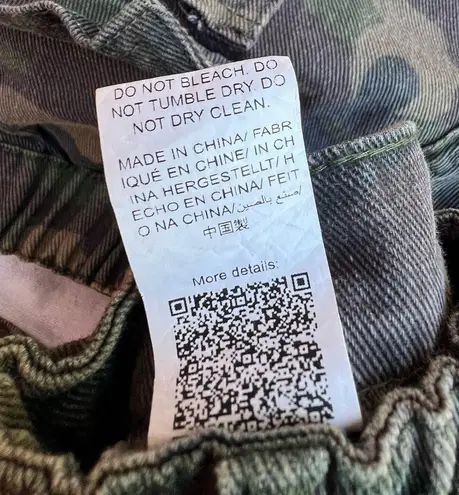 DO NOT BLEACH. DO
NOT TUMBLE DRY. DO
NOT DRY CLEAN.
MADE IN CHINA/ FABR
IQUÉ EN CHINE/ IN CH
INA HERGESTELLT/ H
ECHO EN CHINA/ FEIT
O NA CHINA/صنع بالصين/
中国製
More details: